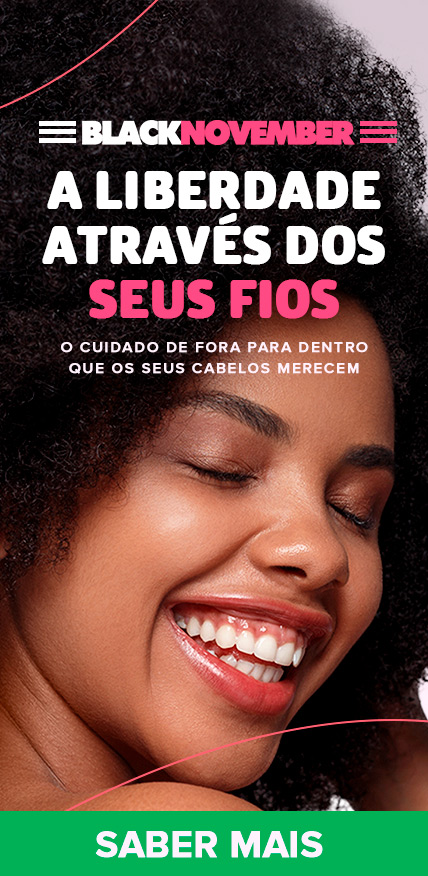 BLACKNOVEMBER
A LIBERDADE
ATRAVÉS DOS
SEUS FIOS
O CUIDADO DE FORA PARA DENTRO
QUE OS SEUS CABELOS MERECEM
SABER MAIS